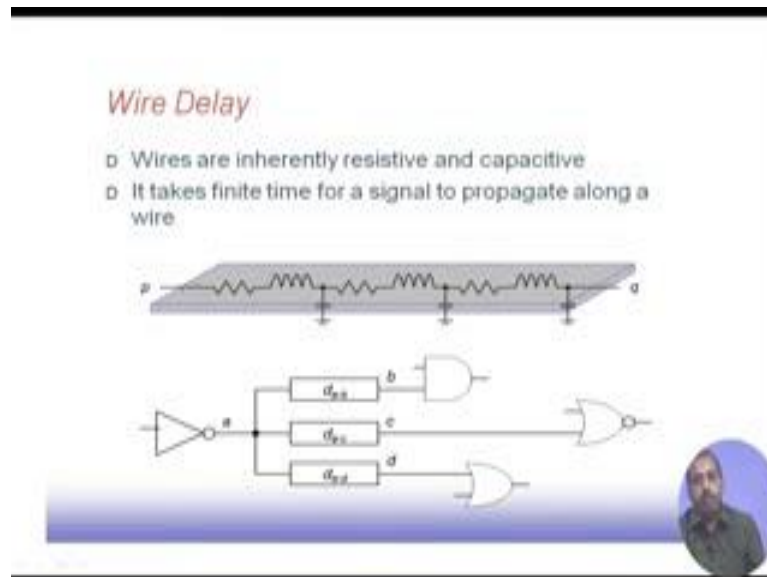 Wire Delay
Wires are inherently resistive and capacitive
It takes finite time for a signal to propagate along a
wire
p
q
a
b
c
d